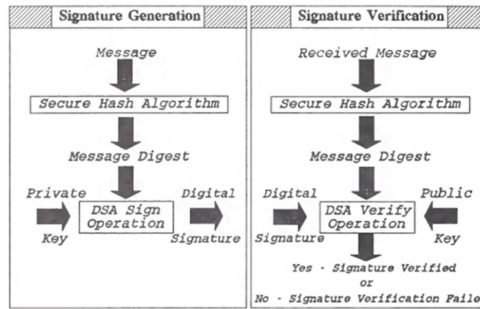 Signature Generation
Message
Secure Hash Algorithm
Message Digest
Private
Key
DSA Sign
Operation
Digital
Signature
Signature Verification
Received Message
Secure Hash Algorithm
Message Digest
Digital
Signature
DSA Verify
Operation
Public
Key
Yes - Signature Verified
or
No - Signature Verification Faile